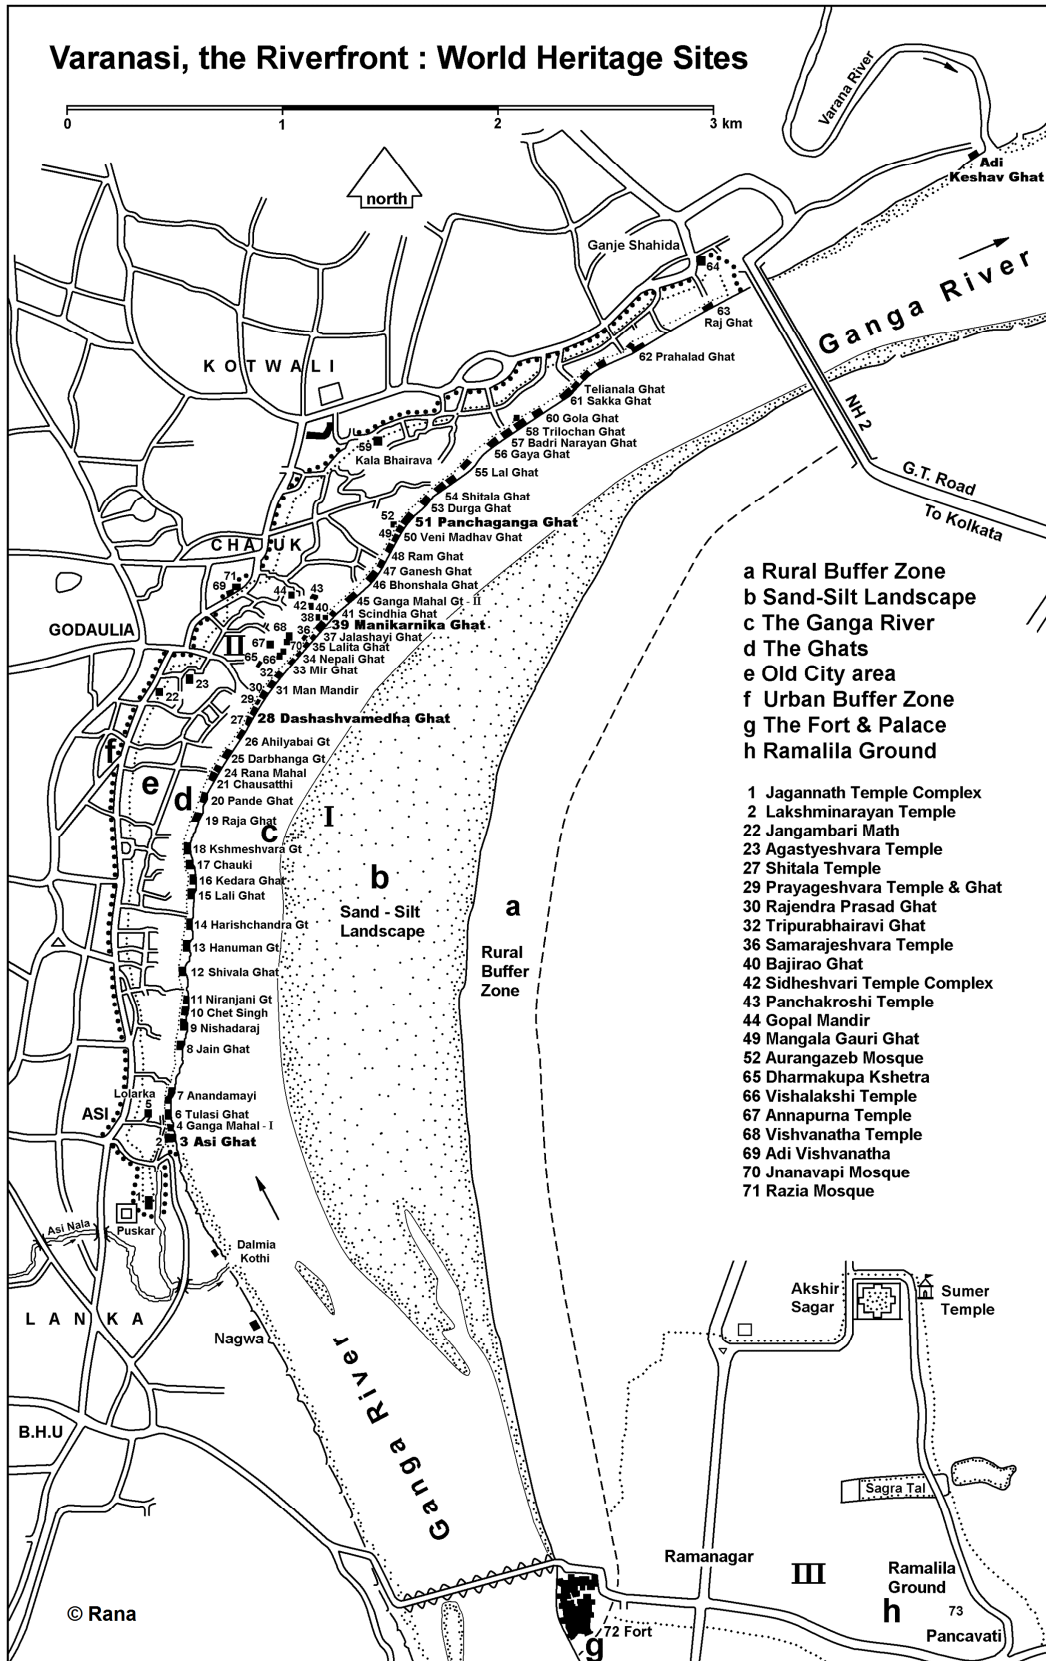 Varanasi, the Riverfront : World Heritage Sites
0 1 2 3 km
north
Varana River
Adi
Keshav Ghat
Ganje Shahida
64
63
Raj Ghat
Ganga River
KOTWALI
62 Prahalad Ghat
Telianala Ghat
61 Sakka Ghat
60 Gola Ghat
58 Trilochan Ghat
57 Badri Narayan Ghat
56 Gaya Ghat
55 Lal Ghat
59
Kala Bhairava
NH 2
G.T. Road
To Kolkata
54 Shitala Ghat
53 Durga Ghat
52
51 Panchaganga Ghat
49
50 Veni Madhav Ghat
CHAUK
48 Ram Ghat
47 Ganesh Ghat
46 Bhonshala Ghat
71
69
44
43
45 Ganga Mahal Gt - II
42
40
41 Scindhia Ghat
38
39 Manikarnika Ghat
GODAULIA
II
68
36
37 Jalashayi Ghat
67
70
35 Lalita Ghat
65
66
34 Nepali Ghat
32
33 Mir Ghat
23
22
30
31 Man Mandir
29
27
28 Dashashvamedha Ghat
26 Ahilyabai Gt
25 Darbhanga Gt
24 Rana Mahal
21 Chausatthi
20 Pande Ghat
19 Raja Ghat
f
e
d
c
I
18 Kshmeshvara Gt
17 Chauki
16 Kedara Ghat
15 Lali Ghat
14 Harishchandra Gt
13 Hanuman Gt
12 Shivala Ghat
11 Niranjani Gt
10 Chet Singh
9 Nishadaraj
8 Jain Ghat
b
Sand - Silt
Landscape
a
Rural
Buffer
Zone
Lolarka
5
7 Anandamayi
ASI
6 Tulasi Ghat
4 Ganga Mahal - I
2
3 Asi Ghat
1
Puskar
Asi Nala
Dalmia
Kothi
LANKA
Nagwa
B.H.U
Ganga River
© Rana
a Rural Buffer Zone
b Sand-Silt Landscape
c The Ganga River
d The Ghats
e Old City area
f Urban Buffer Zone
g The Fort & Palace
h Ramalila Ground
1 Jagannath Temple Complex
2 Lakshminarayan Temple
22 Jangambari Math
23 Agastyeshvara Temple
27 Shitala Temple
29 Prayageshvara Temple & Ghat
30 Rajendra Prasad Ghat
32 Tripurabhairavi Ghat
36 Samarajeshvara Temple
40 Bajirao Ghat
42 Sidheshvari Temple Complex
43 Panchakroshi Temple
44 Gopal Mandir
49 Mangala Gauri Ghat
52 Aurangazeb Mosque
65 Dharmakupa Kshetra
66 Vishalakshi Temple
67 Annapurna Temple
68 Vishvanatha Temple
69 Adi Vishvanatha
70 Jnanavapi Mosque
71 Razia Mosque
Akshir
Sagar
Sumer
Temple
Sagra Tal
Ramanagar
III
Ramalila
Ground
h
73
Pancavati
72 Fort
g